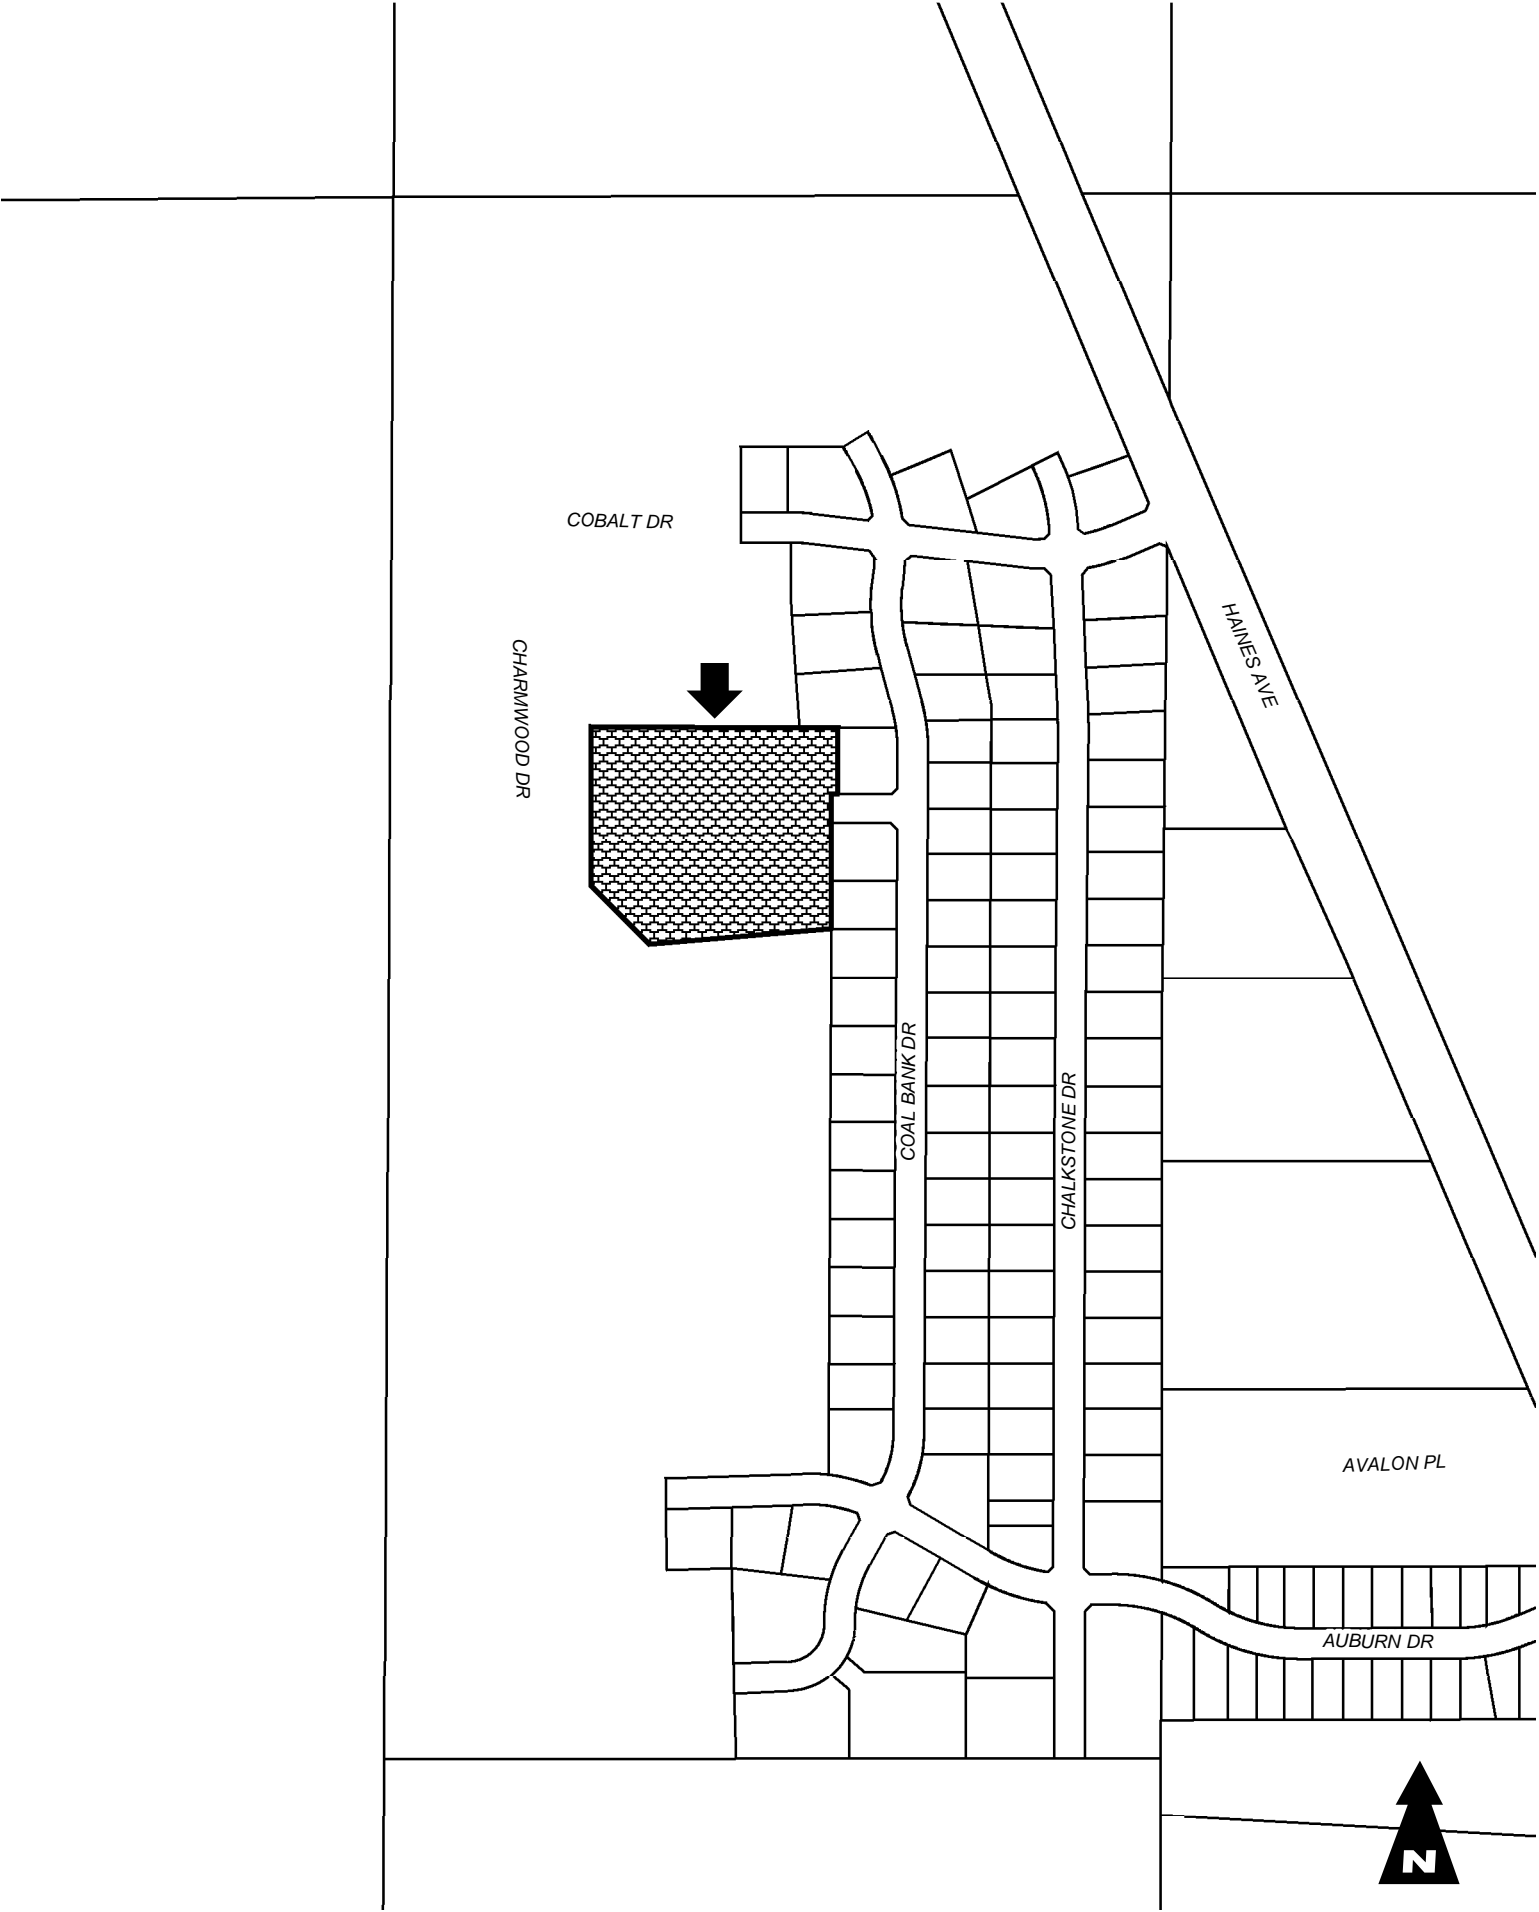 COBALT DR
CHARMWOOD DR
HAINES AVE
COAL BANK DR
CHALKSTONE DR
AVALON PL
AUBURN DR
N